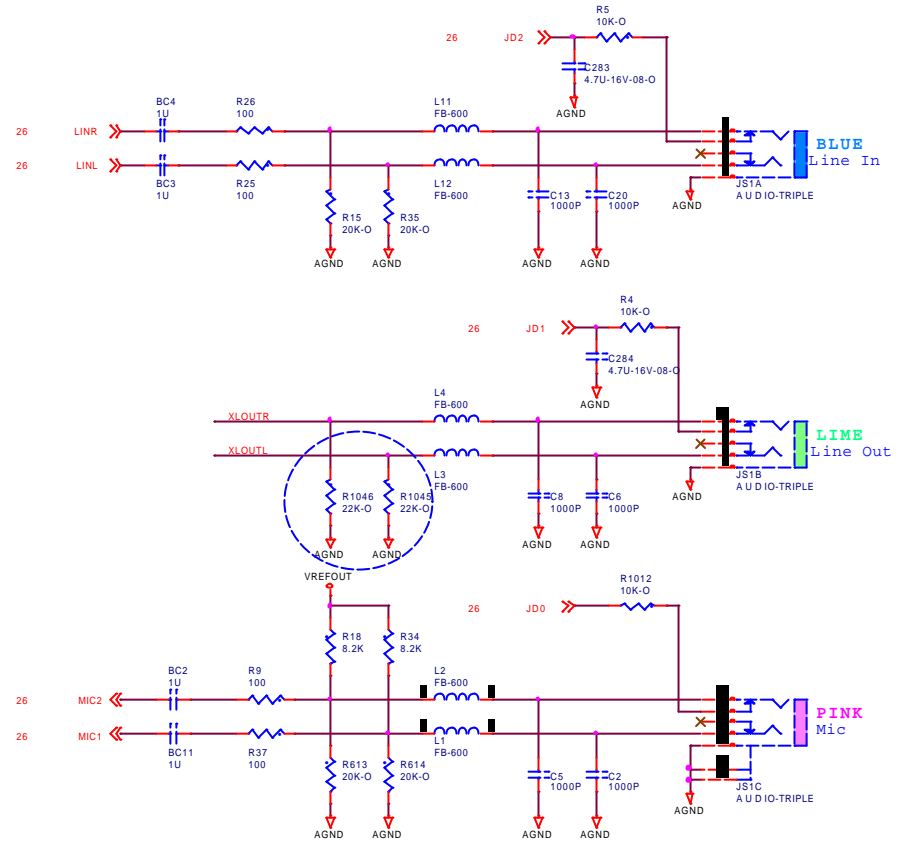 R5
10K-O
26 JD2
C283
4.7U-16V-08-O
AGND
BC4
1U
R26
100
L11
FB-600
26 LINR
26 LINL
BC3
1U
R25
100
L12
FB-600
BLUE
Line In
JS1A
AUDIO-TRIPLE
AGND
R15
20K-O
R35
20K-O
C13
1000P
C20
1000P
AGND
AGND
AGND
AGND
R4
10K-O
26 JD1
C284
4.7U-16V-08-O
AGND
L4
FB-600
XLOUTR
XLOUTL
L3
FB-600
LIME
Line Out
JS1B
AUDIO-TRIPLE
AGND
R1046
22K-O
R1045
22K-O
C8
1000P
C6
1000P
AGND
AGND
AGND
AGND
VREFOUT
R1012
10K-O
26 JD0
R18
8.2K
R34
8.2K
BC2
1U
R9
100
L2
FB-600
26 MIC2
26 MIC1
BC11
1U
R37
100
L1
FB-600
PINK
Mic
R613
20K-O
R614
20K-O
C5
1000P
C2
1000P
JS1C
AUDIO-TRIPLE
AGND
AGND
AGND
AGND
AGND